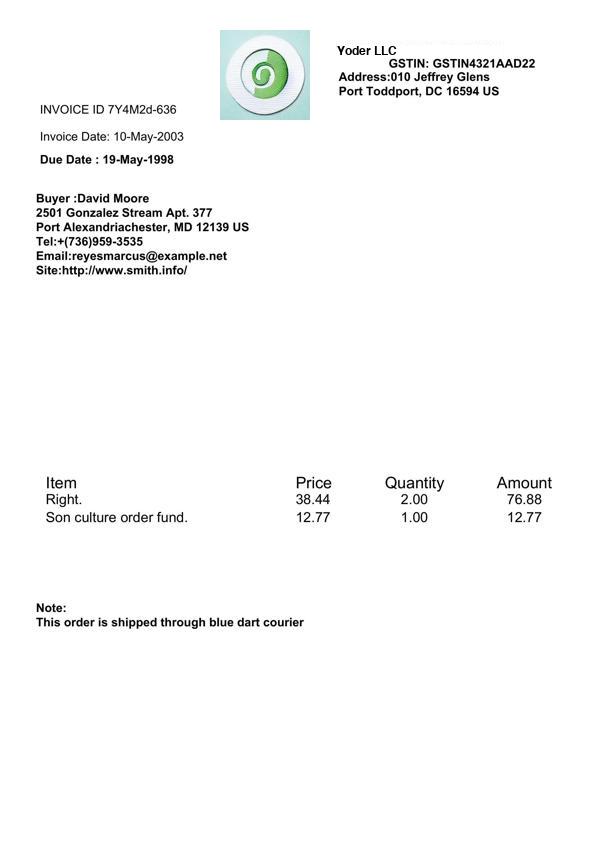 Yoder LLC
GSTIN: GSTIN4321AAD22
Address:010 Jeffrey Glens
Port Toddport, DC 16594 US
INVOICE ID 7Y4M2d-636
Invoice Date: 10-May-2003
Due Date : 19-May-1998
Buyer :David Moore
2501 Gonzalez Stream Apt. 377
Port Alexandriachester, MD 12139 US
Tel:+(736)959-3535
Email:reyesmarcus@example.net
Site:http://www.smith.info/
Item Price Quantity Amount
Right. 38.44 2.00 76.88
Son culture order fund. 12.77 1.00 12.77
Note:
This order is shipped through blue dart courier